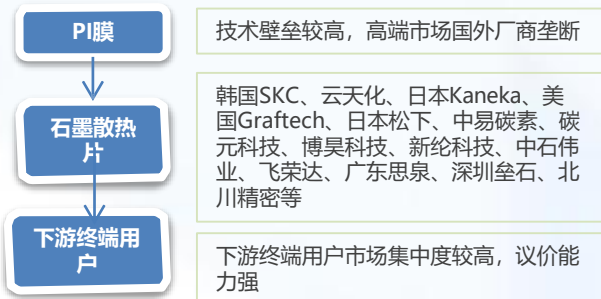 PI膜
技术壁垒较高，高端市场国外厂商垄断
石墨散热
片
韩国SKC、云天化、日本Kaneka、美
国Graftech、日本松下、中易碳素、碳
元科技、博昊科技、新纶科技、中石伟
业、飞荣达、广东思泉、深圳垒石、北
川精密等
下游终端用
户
下游终端用户市场集中度较高，议价能
力强